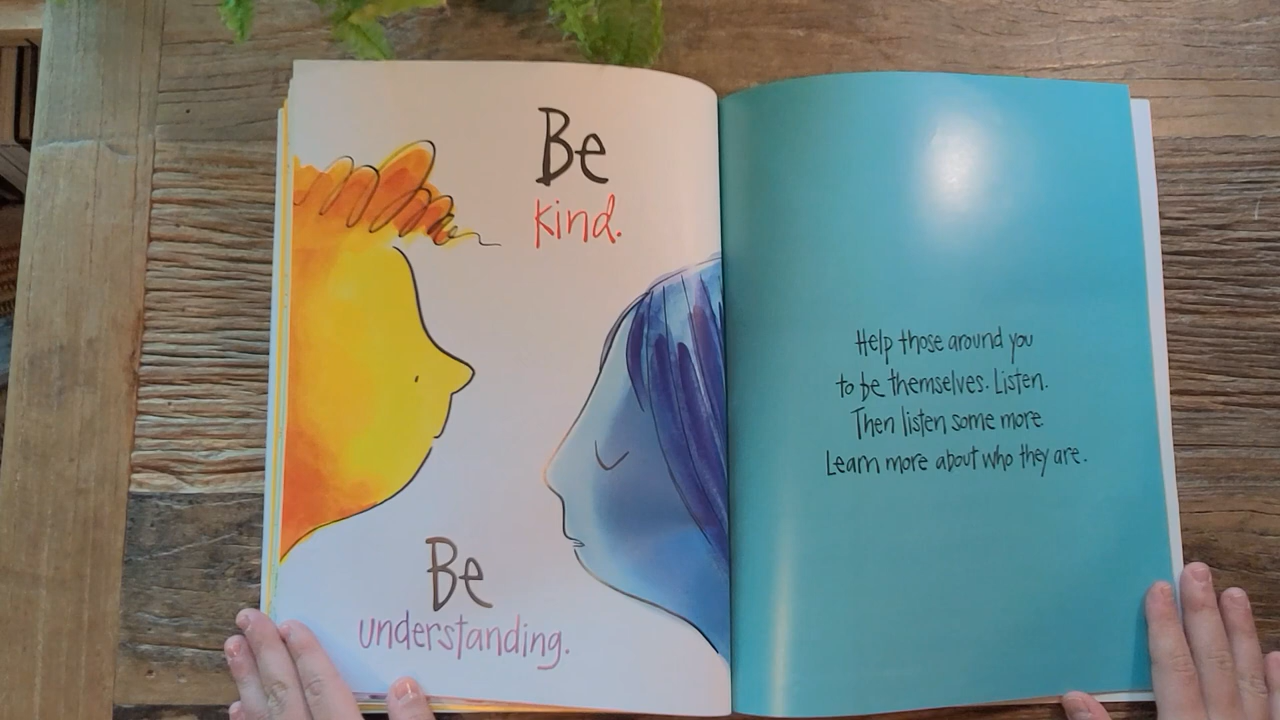 Be
kind.
Be
understanding.
Help those around you
to be themselves. Listen.
Then listen some more.
Learn more about who they are.